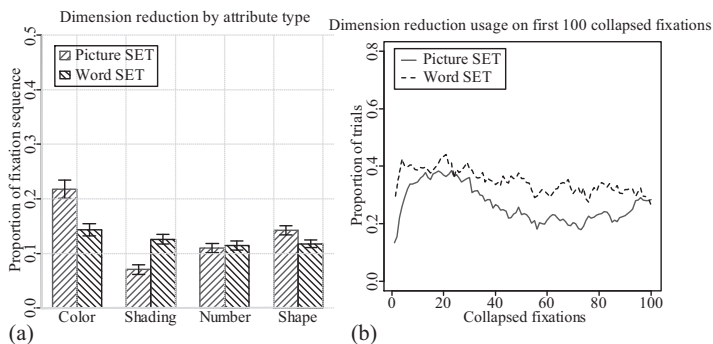 Dimension reduction by attribute type
Proportion of fixation sequence
0.5
0.4
0.3
0.2
0.1
0.0
Picture SET
Word SET
Color Shading Number Shape
(a)
Dimension reduction usage on first 100 collapsed fixations
Proportion of trials
0.8
0.6
0.4
0.2
0.0
Picture SET
Word SET
0 20 40 60 80 100
Collapsed fixations
(b)